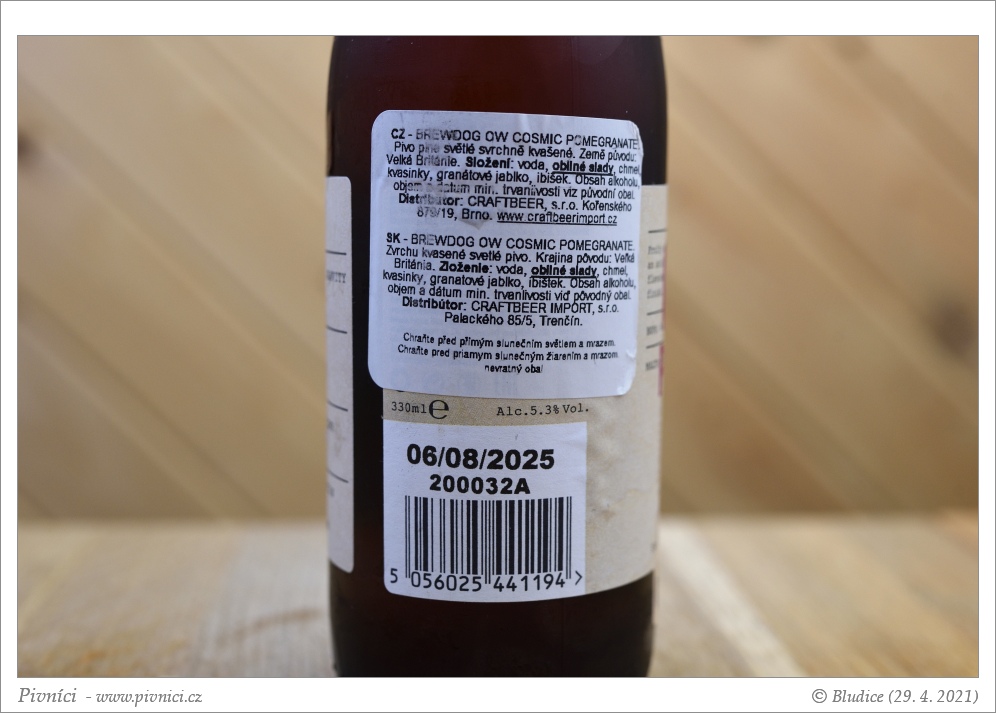 CZ - BREWDOG OW COSMIC POMEGRANATE.
Pivo plné světlé svrchně kvašené. Země původu:
Velká Británie. Složení: voda, obilné slady, chmel,
kvasinky, granátové jablko, ibišek. Obsah alkoholu,
objem a datum min. trvanlivosti viz původní obal.
Distributor: CRAFTBEER, s.r.o. Kořenského
879/19, Brno. www.craftbeerimport.cz
SK - BREWDOG OW COSMIC POMEGRANATE.
Zvrchu kvasené svetlé pivo. Krajina pôvodu: Veľká
Británia. Zloženie: voda, obilné slady, chmel,
kvasinky, granatové jablko, ibištek. Obsah alkoholu,
objem a dátum min. trvanlivosti viď pôvodný obal.
Distribútor: CRAFTBEER IMPORT, s.r.o.
Palackého 85/5, Trenčín.
Chraňte před přímým slunečním světlem a mrazem.
Chráňte pred priamym slunečným žiarením a mrazom.
nevratný obal
330ml e Alc.5.3% Vol.
06/08/2025
200032A
5 056025 441194 >
Pivníci - www.pivnici.cz
© Bludice (29. 4. 2021)